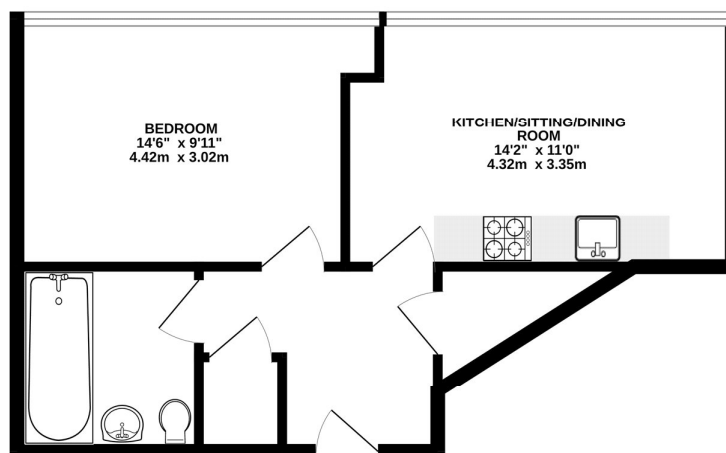 BEDROOM
14'6" x 9'11"
4.42m x 3.02m
KITCHEN/SITTING/DINING
ROOM
14'2" x 11'0"
4.32m x 3.35m